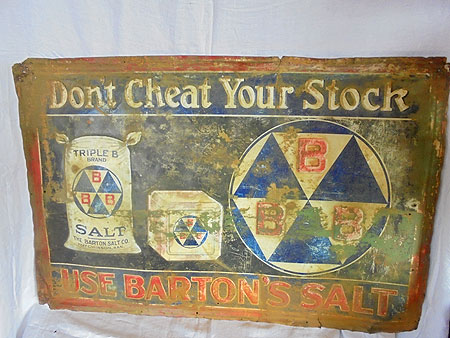 Dont Cheat Your Stock
TRIPLE B
BRAND
B
B B
SALT
THE BARTON SALT CO.
B
B B
USE BARTON'S SALT